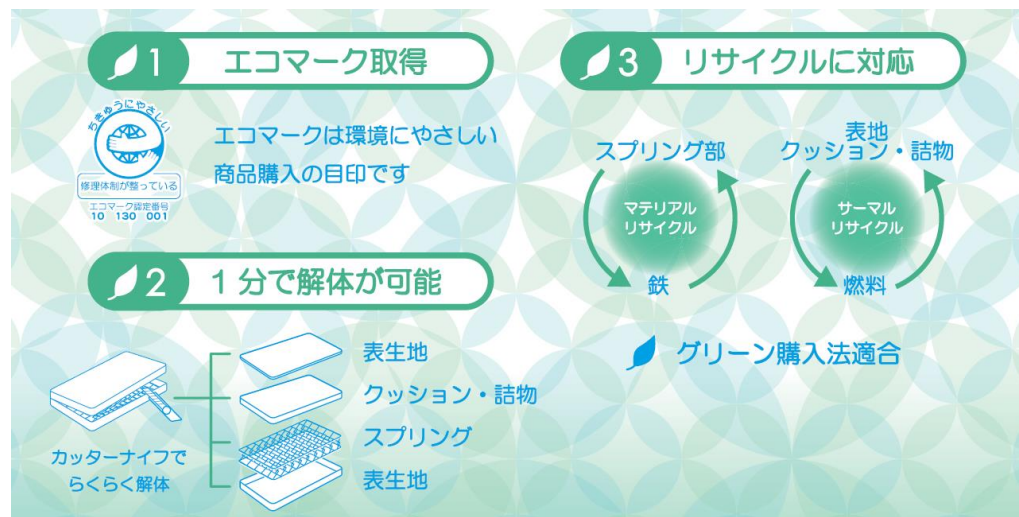 1 エコマーク取得
ちきゅうにやさしい
修理体制が整っている
エコマーク認定番号
10 130 001
エコマークは環境にやさしい
商品購入の目印です
2 1分で解体が可能
カッターナイフで
らくらく解体
表生地
クッション・詰物
スプリング
表生地
3 リサイクルに対応
スプリング部
マテリアル
リサイクル
鉄
表地
クッション・詰物
サーマル
リサイクル
燃料
グリーン購入法適合